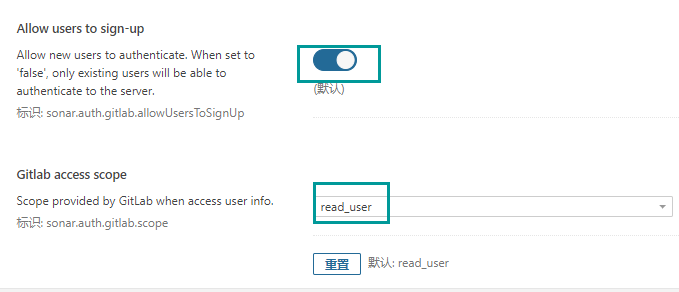 Allow users to sign-up
Allow new users to authenticate. When set to
'false', only existing users will be able to
authenticate to the server.
标识: sonar.auth.gitlab.allowUsersToSignUp
(默认)
Gitlab access scope
Scope provided by GitLab when access user info.
标识: sonar.auth.gitlab.scope
read_user
重置
默认: read_user